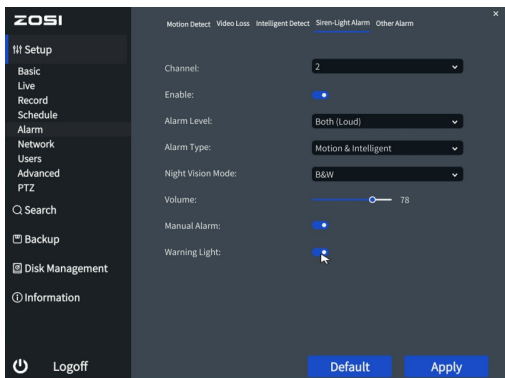 ZOSI
Motion Detect Video Loss Intelligent Detect Siren-Light Alarm Other Alarm
×
Setup
Basic
Live
Record
Schedule
Alarm
Network
Users
Advanced
PTZ
Search
Backup
Disk Management
Information
Logoff
Channel: 2
Enable:
Alarm Level: Both (Loud)
Alarm Type: Motion & Intelligent
Night Vision Mode: B&W
Volume: 78
Manual Alarm:
Warning Light:
Default Apply